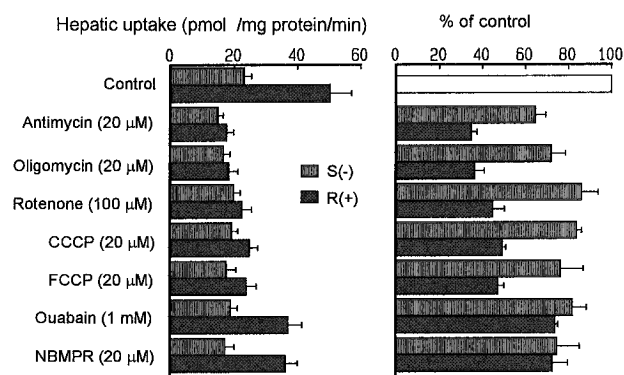 Hepatic uptake (pmol /mg protein/min)
% of control
0 20 40 60
0 20 40 60 80 100
Control
Antimycin (20 µM)
Oligomycin (20 µM)
Rotenone (100 µM)
CCCP (20 µM)
FCCP (20 µM)
Ouabain (1 mM)
NBMPR (20 µM)
S(-)
R(+)